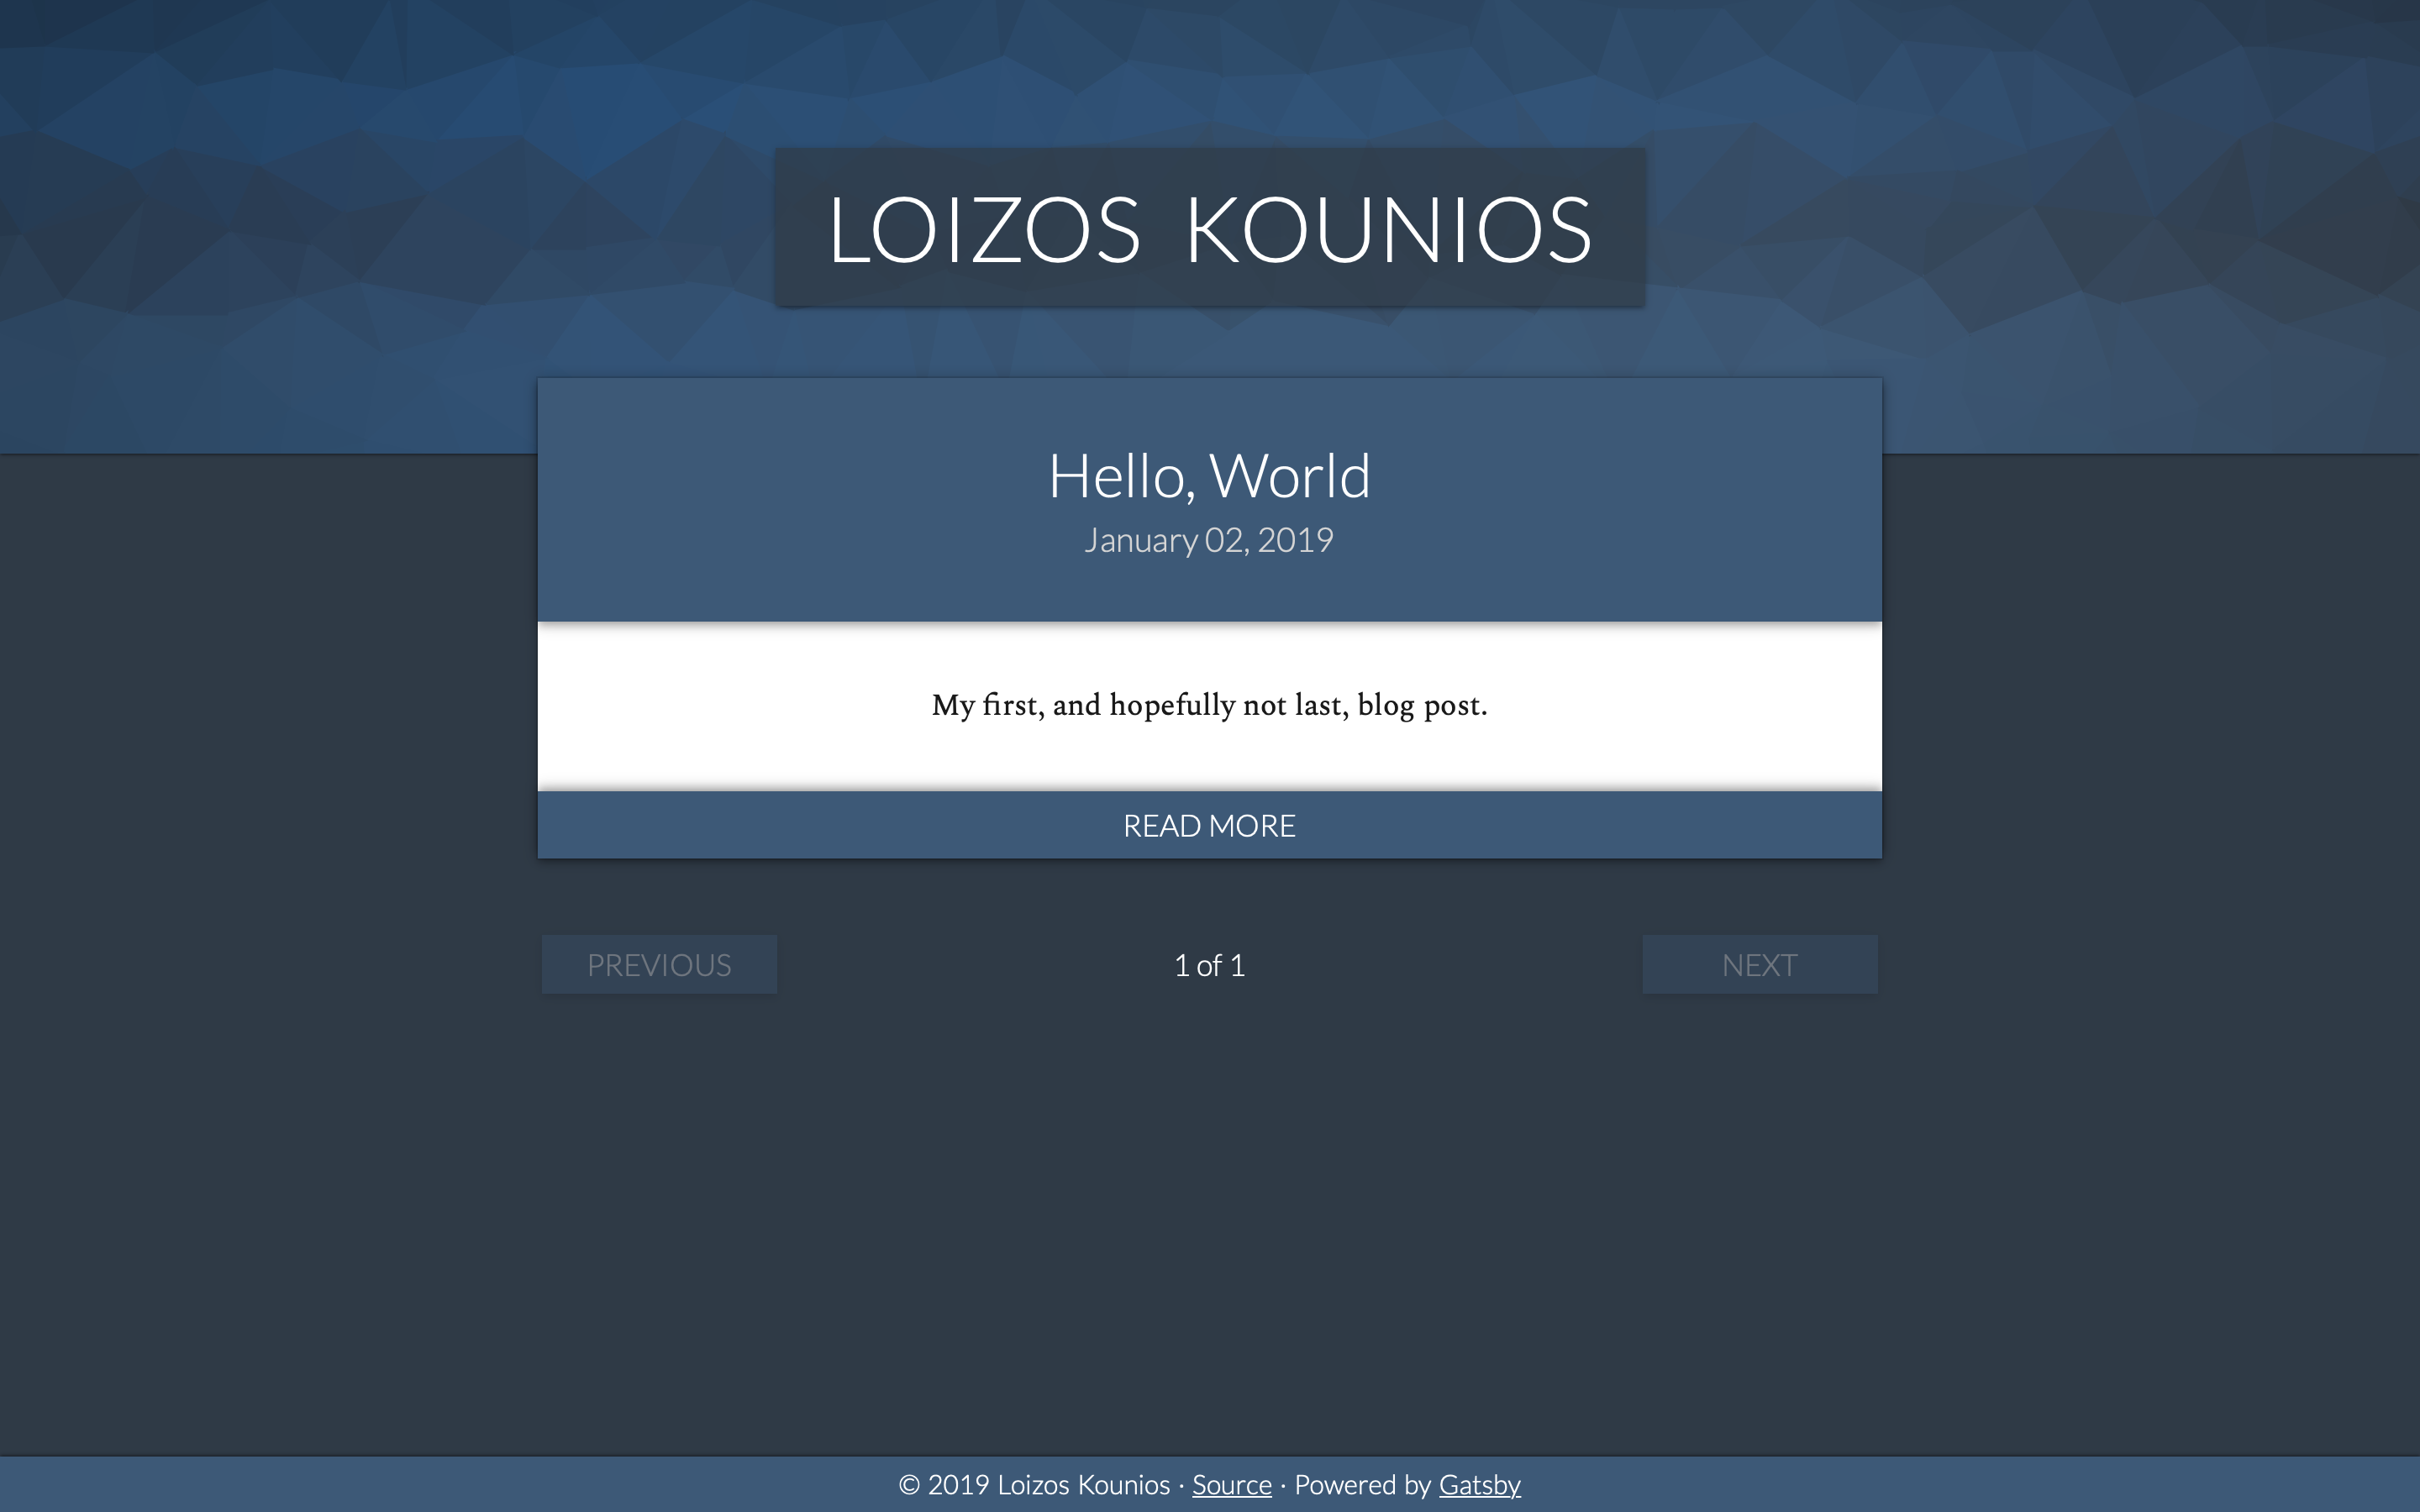 LOIZOS KOUNIOS
Hello, World
January 02, 2019
My first, and hopefully not last, blog post.
READ MORE
PREVIOUS
1 of 1
NEXT
© 2019 Loizos Kounios · Source · Powered by Gatsby